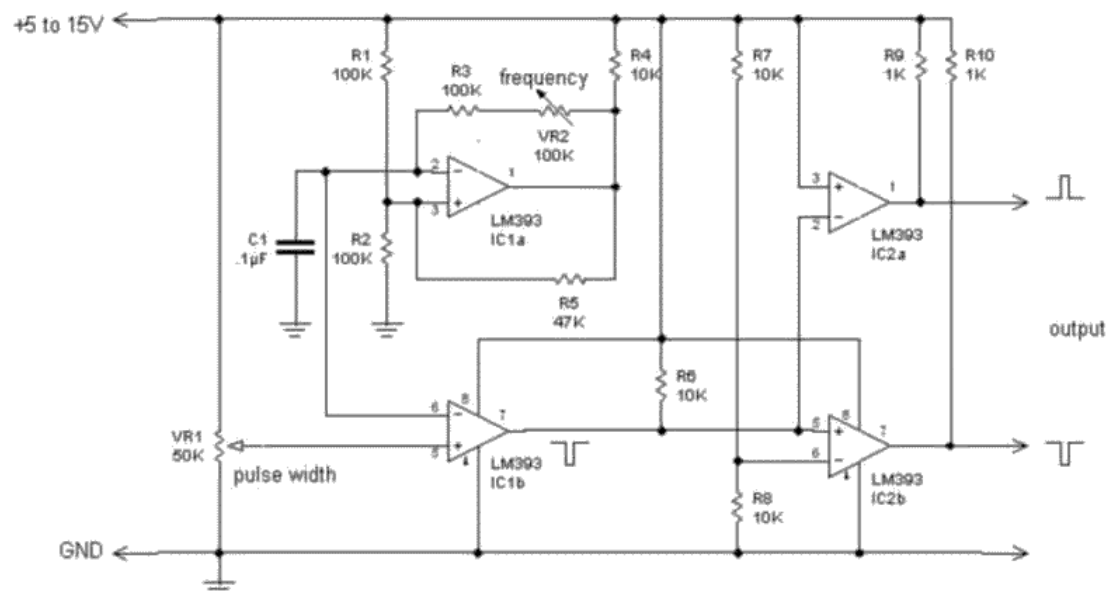 +5 to 15V
R1
100K
R3
100K
frequency
VR2
100K
R4
10K
R7
10K
R9
1K
R10
1K
2
3
1
LM393
IC1a
C1
.1µF
R2
100K
R5
47K
3
2
1
LM393
IC2a
output
VR1
50K
pulse width
6
5
8
7
4
LM393
IC1b
R6
10K
5
6
8
7
4
LM393
IC2b
R8
10K
GND